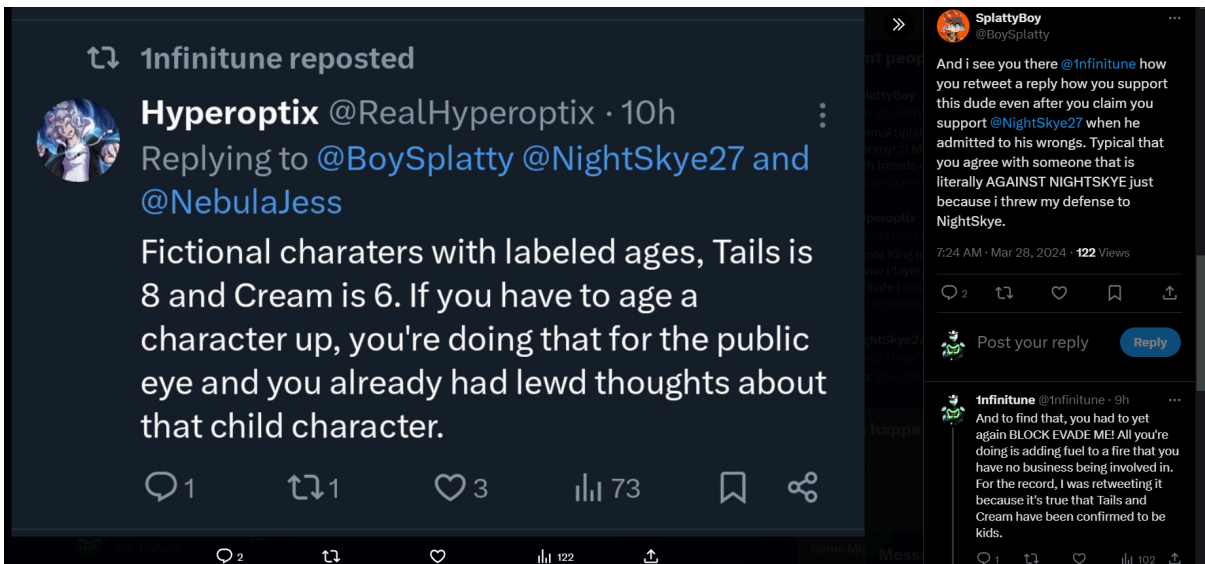 1nfinitune reposted
Hyperoptix @RealHyperoptix · 10h
Replying to @BoySplatty @NightSkye27 and
@NebulaJess
Fictional charaters with labeled ages, Tails is
8 and Cream is 6. If you have to age a
character up, you're doing that for the public
eye and you already had lewd thoughts about
that child character.
1 1 3 73
2 122
SplattyBoy
@BoySplatty
And i see you there @1nfinitune how
you retweet a reply how you support
this dude even after you claim you
support @NightSkye27 when he
admitted to his wrongs. Typical that
you agree with someone that is
literally AGAINST NIGHTSKYE just
because i threw my defense to
NightSkye.
7:24 AM · Mar 28, 2024 · 122 Views
2
Post your reply
Reply
1nfinitune @1nfinitune · 9h
And to find that, you had to yet
again BLOCK EVADE ME! All you're
doing is adding fuel to a fire that you
have no business being involved in.
For the record, I was retweeting it
because it's true that Tails and
Cream have been confirmed to be
kids.
1 102